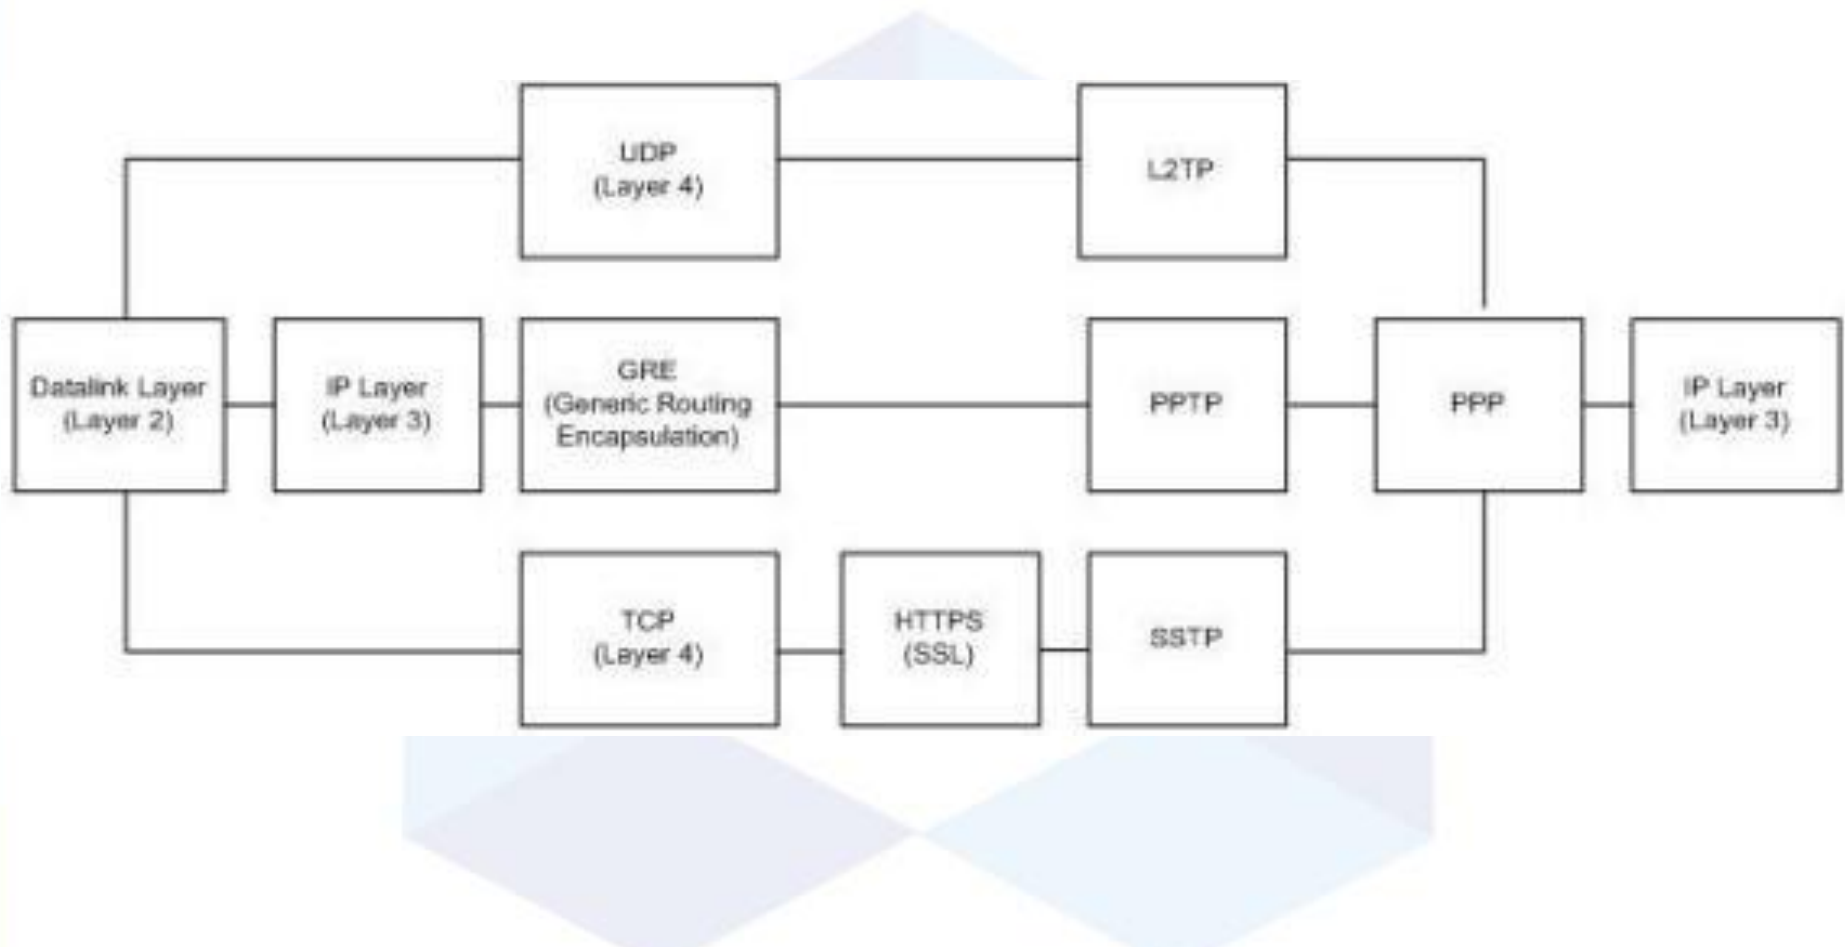 UDP
(Layer 4)
L2TP
Datalink Layer
(Layer 2)
IP Layer
(Layer 3)
GRE
(Generic Routing
Encapsulation)
PPTP
PPP
IP Layer
(Layer 3)
TCP
(Layer 4)
HTTPS
(SSL)
SSTP